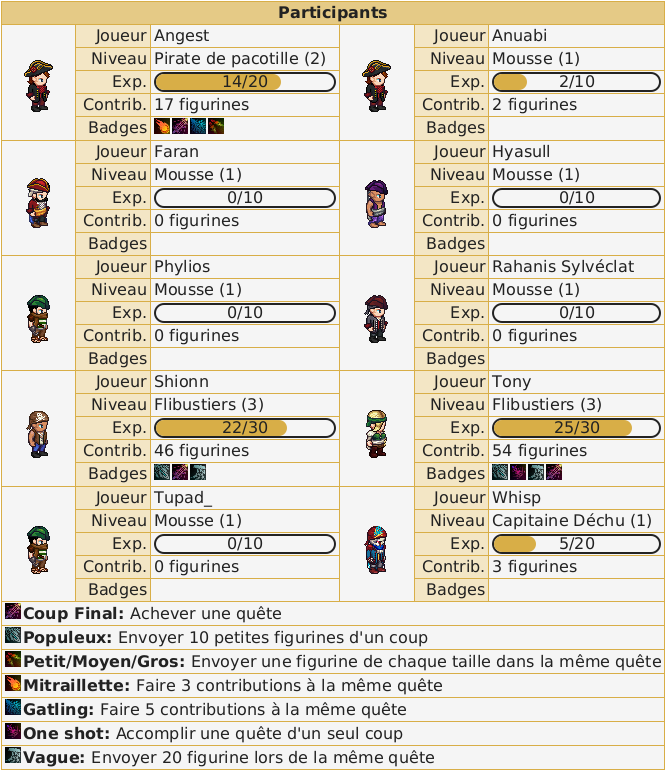 Participants
Joueur Angest
Niveau Pirate de pacotille (2)
Exp. 14/20
Contrib. 17 figurines
Badges
Joueur Anuabi
Niveau Mousse (1)
Exp. 2/10
Contrib. 2 figurines
Badges
Joueur Faran
Niveau Mousse (1)
Exp. 0/10
Contrib. 0 figurines
Badges
Joueur Hyasull
Niveau Mousse (1)
Exp. 0/10
Contrib. 0 figurines
Badges
Joueur Phylios
Niveau Mousse (1)
Exp. 0/10
Contrib. 0 figurines
Badges
Joueur Rahanis Sylvéclat
Niveau Mousse (1)
Exp. 0/10
Contrib. 0 figurines
Badges
Joueur Shionn
Niveau Flibustiers (3)
Exp. 22/30
Contrib. 46 figurines
Badges
Joueur Tony
Niveau Flibustiers (3)
Exp. 25/30
Contrib. 54 figurines
Badges
Joueur Tupad_
Niveau Mousse (1)
Exp. 0/10
Contrib. 0 figurines
Badges
Joueur Whisp
Niveau Capitaine Déchu (1)
Exp. 5/20
Contrib. 3 figurines
Badges
Coup Final: Achever une quête
Populeux: Envoyer 10 petites figurines d'un coup
Petit/Moyen/Gros: Envoyer une figurine de chaque taille dans la même quête
Mitraillette: Faire 3 contributions à la même quête
Gatling: Faire 5 contributions à la même quête
One shot: Accomplir une quête d'un seul coup
Vague: Envoyer 20 figurine lors de la même quête